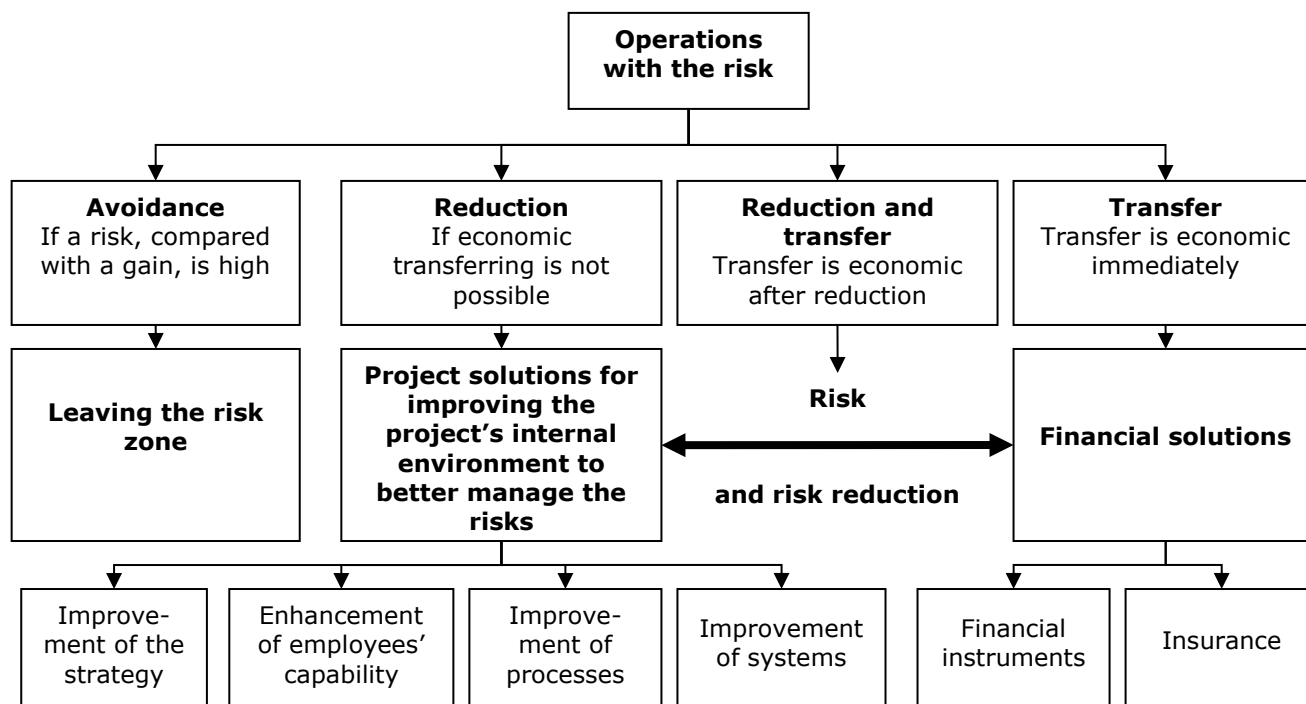 Operations
with the risk
Avoidance
If a risk, compared
with a gain, is high
Reduction
If economic
transferring is not
possible
Reduction and
transfer
Transfer is economic
after reduction
Transfer
Transfer is economic
immediately
Leaving the risk
zone
Project solutions for
improving the
project’s internal
environment to
better manage the
risks
Risk
and risk reduction
Financial solutions
Improve-
ment of the
strategy
Enhancement
of employees’
capability
Improve-
ment of
processes
Improvement
of systems
Financial
instruments
Insurance